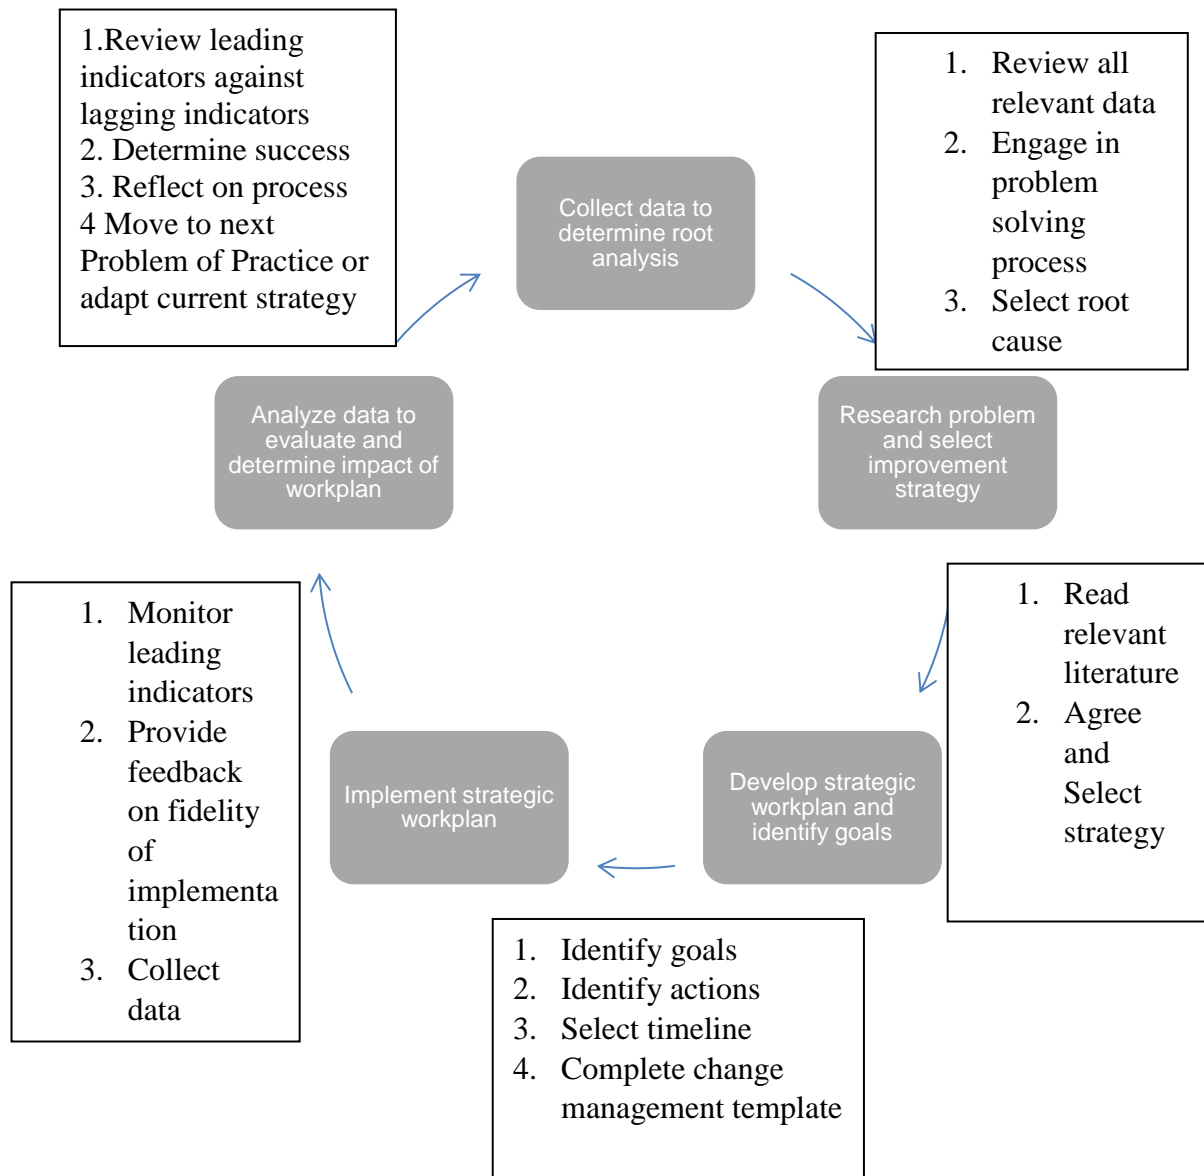 1.Review leading
indicators against
lagging indicators
2. Determine success
3. Reflect on process
4 Move to next
Problem of Practice or
adapt current strategy
Collect data to
determine root
analysis
1. Review all
relevant data
2. Engage in
problem
solving
process
3. Select root
cause
Analyze data to
evaluate and
determine impact of
workplan
Research problem
and select
improvement
strategy
1. Monitor
leading
indicators
2. Provide
feedback
on fidelity
of
implementa
tion
3. Collect
data
Implement strategic
workplan
Develop strategic
workplan and
identify goals
1. Read
relevant
literature
2. Agree
and
Select
strategy
1. Identify goals
2. Identify actions
3. Select timeline
4. Complete change
management template